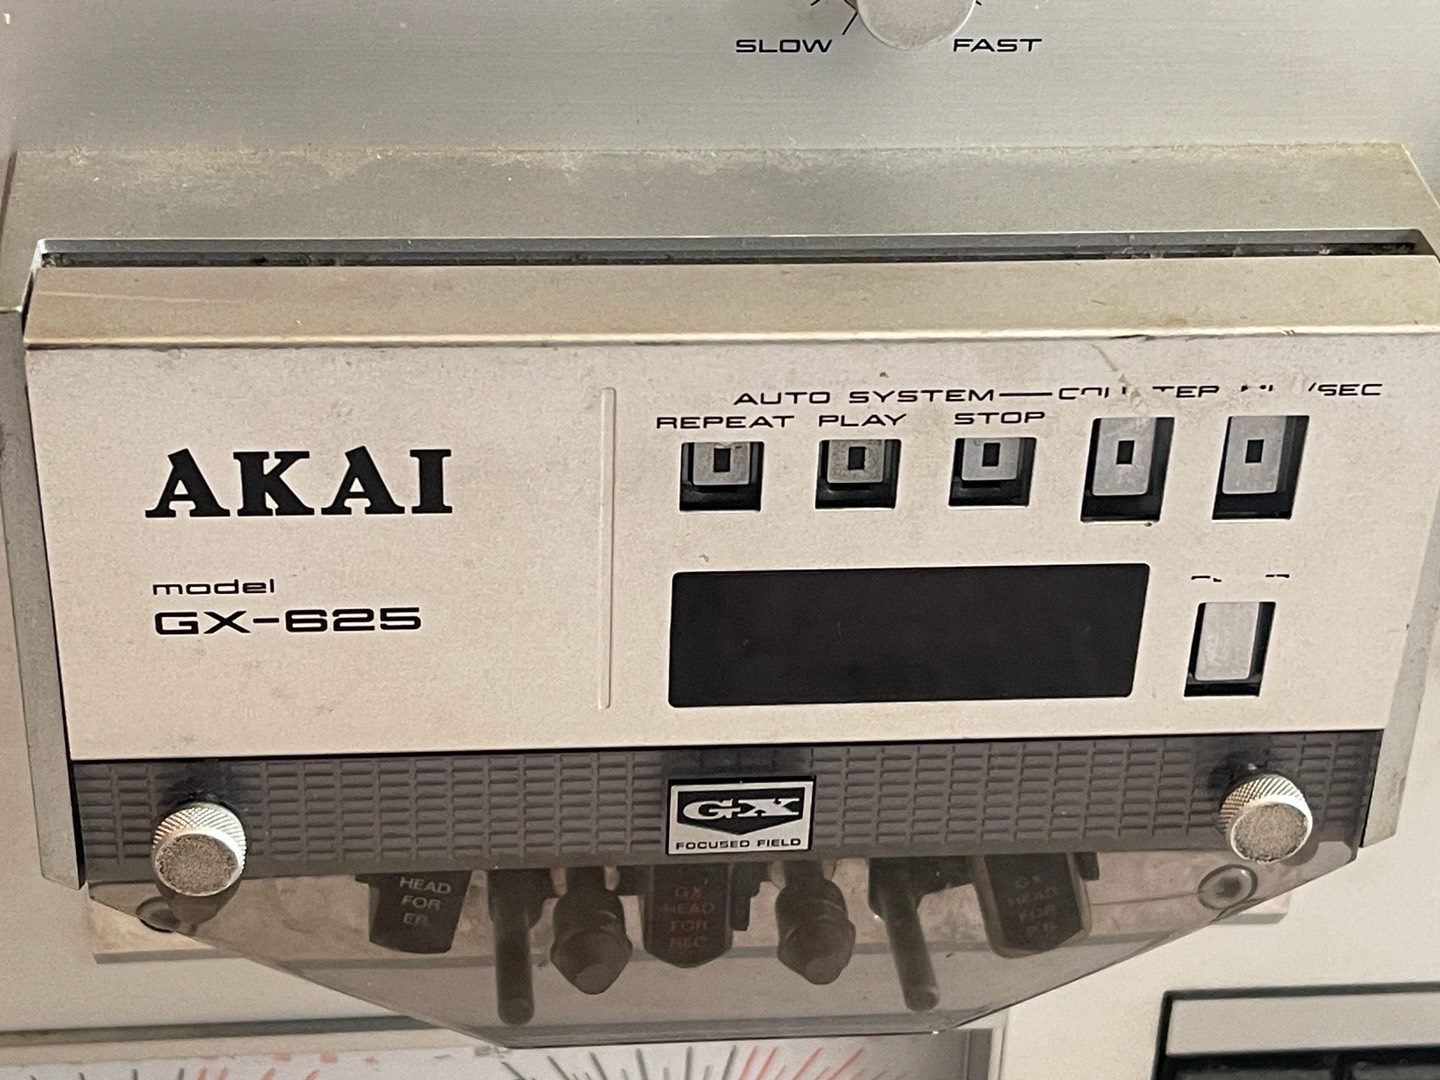 SLOW FAST
AUTO SYSTEM
/SEC
REPEAT PLAY STOP
AKAI
model
GX-625
GX
FOCUSED FIELD
HEAD
FOR
ER
GX
HEAD
FOR
REC
GX
HEAD
FOR
PB